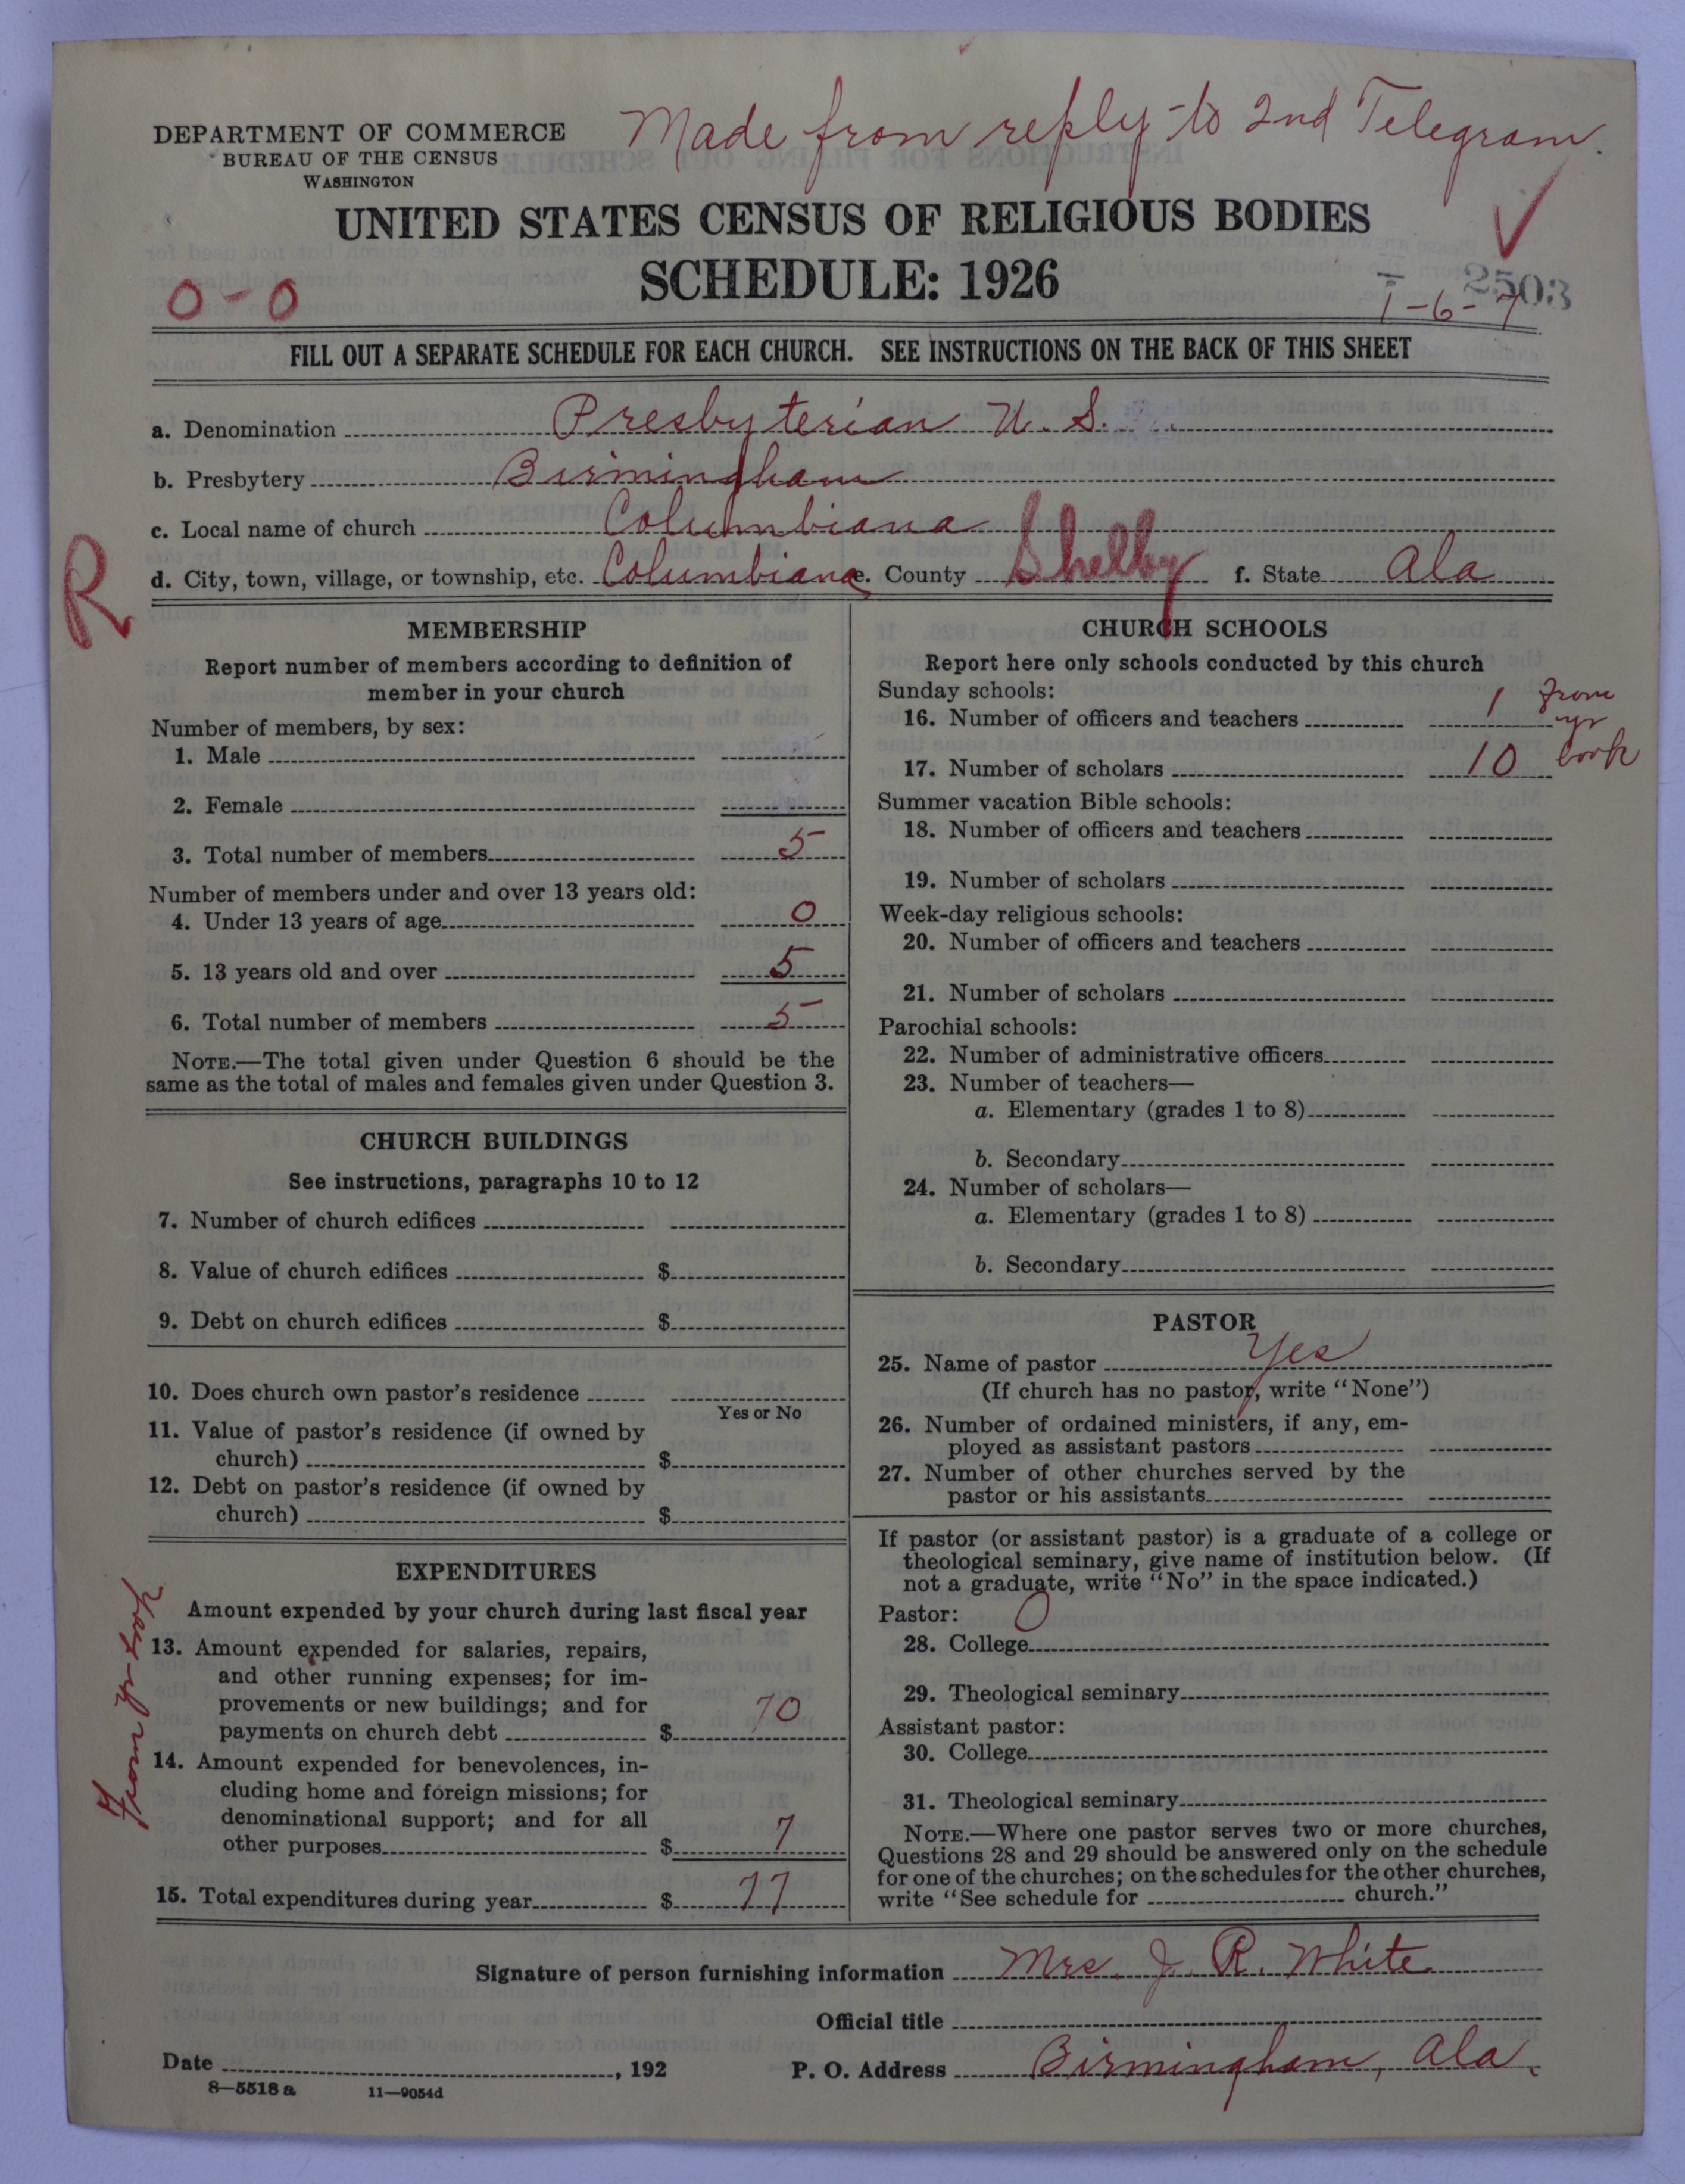 DEPARTMENT OF COMMERCE
BUREAU OF THE CENSUS
WASHINGTON
Made from reply to 2nd Telegram.
UNITED STATES CENSUS OF RELIGIOUS BODIES
SCHEDULE: 1926
0-0
2503
1-6-7
FILL OUT A SEPARATE SCHEDULE FOR EACH CHURCH. SEE INSTRUCTIONS ON THE BACK OF THIS SHEET
a. Denomination Presbyterian U. S.
b. Presbytery Birmingham
c. Local name of church Columbiana
d. City, town, village, or township, etc. Columbiana e. County Shelby f. State Ala
R
MEMBERSHIP
Report number of members according to definition of
member in your church
Number of members, by sex:
1. Male
2. Female
3. Total number of members 5
Number of members under and over 13 years old:
4. Under 13 years of age 0
5. 13 years old and over 5
6. Total number of members 5
NOTE.—The total given under Question 6 should be the
same as the total of males and females given under Question 3.
CHURCH BUILDINGS
See instructions, paragraphs 10 to 12
7. Number of church edifices
8. Value of church edifices $
9. Debt on church edifices $
10. Does church own pastor's residence
Yes or No
11. Value of pastor's residence (if owned by
church) $
12. Debt on pastor's residence (if owned by
church) $
EXPENDITURES
Amount expended by your church during last fiscal year
From yr book
13. Amount expended for salaries, repairs,
and other running expenses; for im-
provements or new buildings; and for
payments on church debt $ 70
14. Amount expended for benevolences, in-
cluding home and foreign missions; for
denominational support; and for all
other purposes $ 7
15. Total expenditures during year $ 77
CHURCH SCHOOLS
Report here only schools conducted by this church
Sunday schools:
16. Number of officers and teachers 1 from
yr
17. Number of scholars 10 book
Summer vacation Bible schools:
18. Number of officers and teachers
19. Number of scholars
Week-day religious schools:
20. Number of officers and teachers
21. Number of scholars
Parochial schools:
22. Number of administrative officers
23. Number of teachers—
a. Elementary (grades 1 to 8)
b. Secondary
24. Number of scholars—
a. Elementary (grades 1 to 8)
b. Secondary
PASTOR
25. Name of pastor Yes
(If church has no pastor, write "None")
26. Number of ordained ministers, if any, em-
ployed as assistant pastors
27. Number of other churches served by the
pastor or his assistants
If pastor (or assistant pastor) is a graduate of a college or
theological seminary, give name of institution below. (If
not a graduate, write "No" in the space indicated.)
Pastor: 0
28. College
29. Theological seminary
Assistant pastor:
30. College
31. Theological seminary
NOTE.—Where one pastor serves two or more churches,
Questions 28 and 29 should be answered only on the schedule
for one of the churches; on the schedules for the other churches,
write "See schedule for church."
Signature of person furnishing information Mrs. J. R. White
Official title
Date , 192 P. O. Address Birmingham, Ala.
8—5518 a 11—9054d